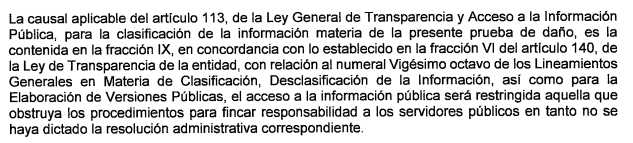 La causal aplicable del artículo 113, de la Ley General de Transparencia y Acceso a la Información
Pública, para la clasificación de la información materia de la presente prueba de daño, es la
contenida en la fracción IX, en concordancia con lo establecido en la fracción VI del artículo 140, de
la Ley de Transparencia de la entidad, con relación al numeral Vigésimo octavo de los Lineamientos
Generales en Materia de Clasificación, Desclasificación de la Información, así como para la
Elaboración de Versiones Públicas, el acceso a la información pública será restringida aquella que
obstruya los procedimientos para fincar responsabilidad a los servidores públicos en tanto no se
haya dictado la resolución administrativa correspondiente.